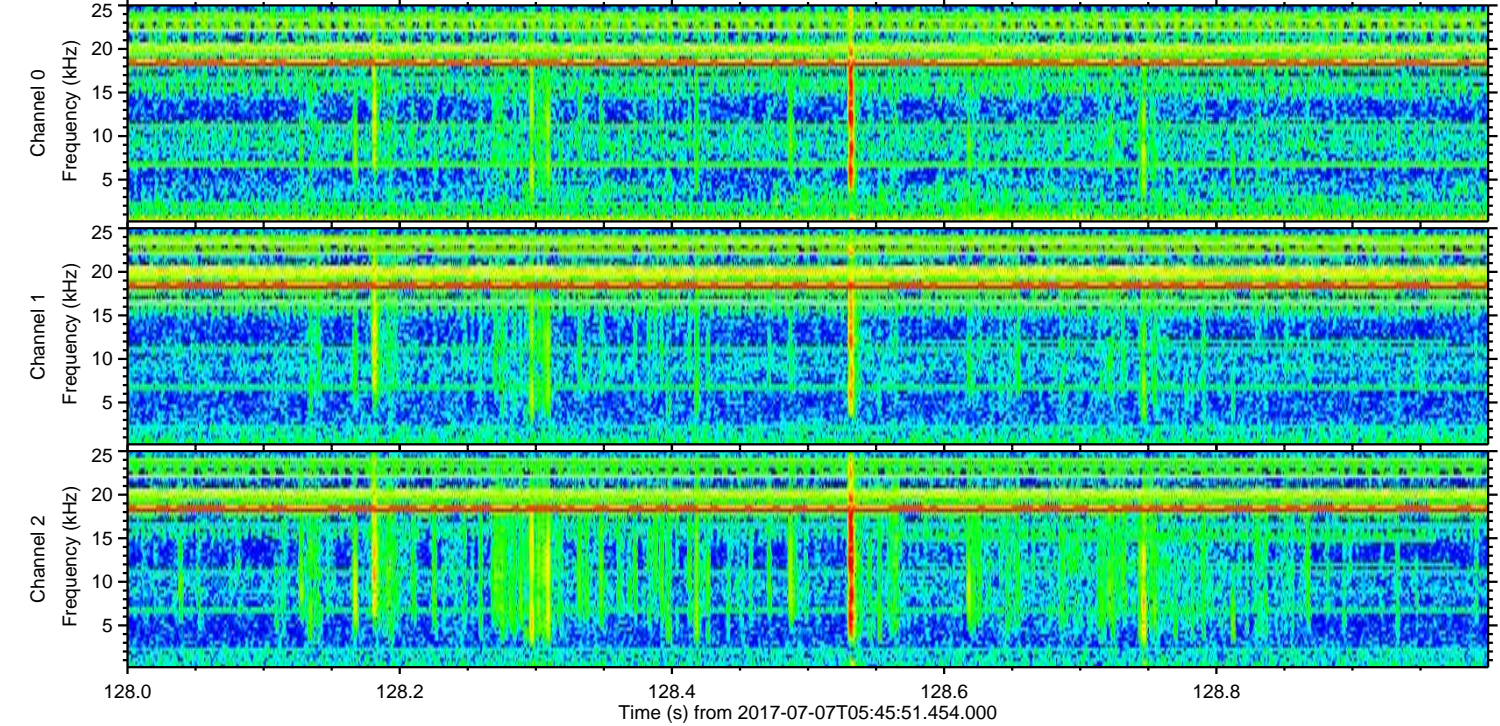 25
20
15
10
5
Channel 0
Frequency (kHz)
25
20
15
10
5
Channel 1
Frequency (kHz)
25
20
15
10
5
Channel 2
Frequency (kHz)
128.0 128.2 128.4 128.6 128.8
Time (s) from 2017-07-07T05:45:51.454.000